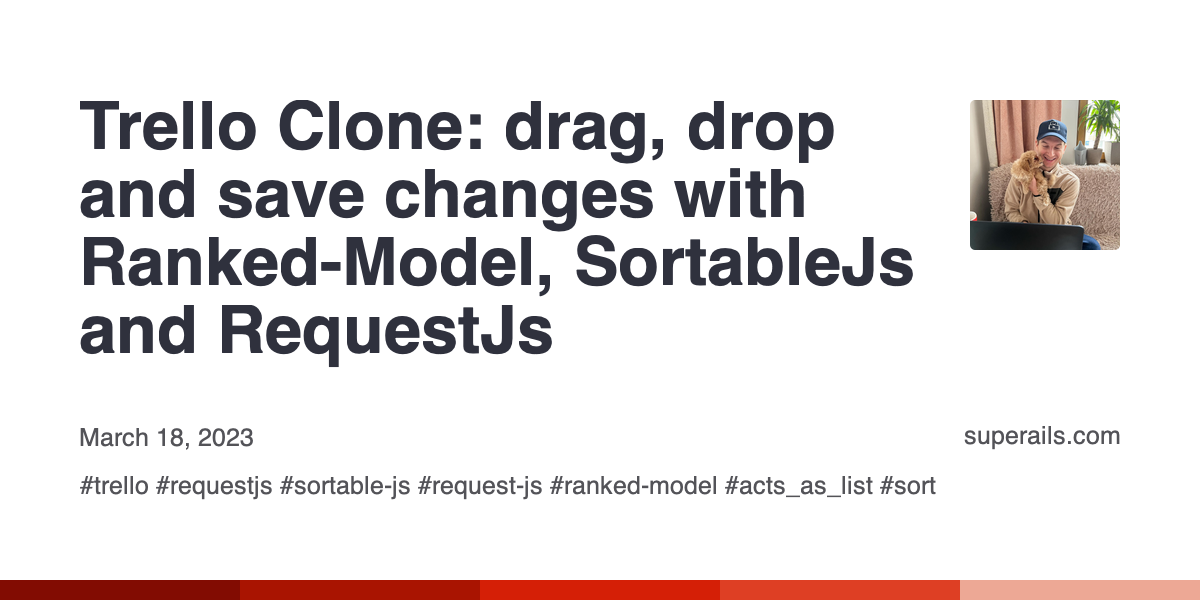 Trello Clone: drag, drop
and save changes with
Ranked-Model, SortableJs
and RequestJs
March 18, 2023
superails.com
#trello #requestjs #sortable-js #request-js #ranked-model #acts_as_list #sort